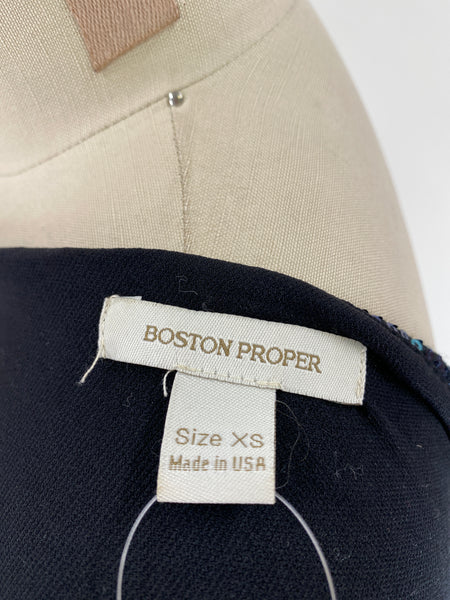 BOSTON PROPER
Size XS
Made in USA